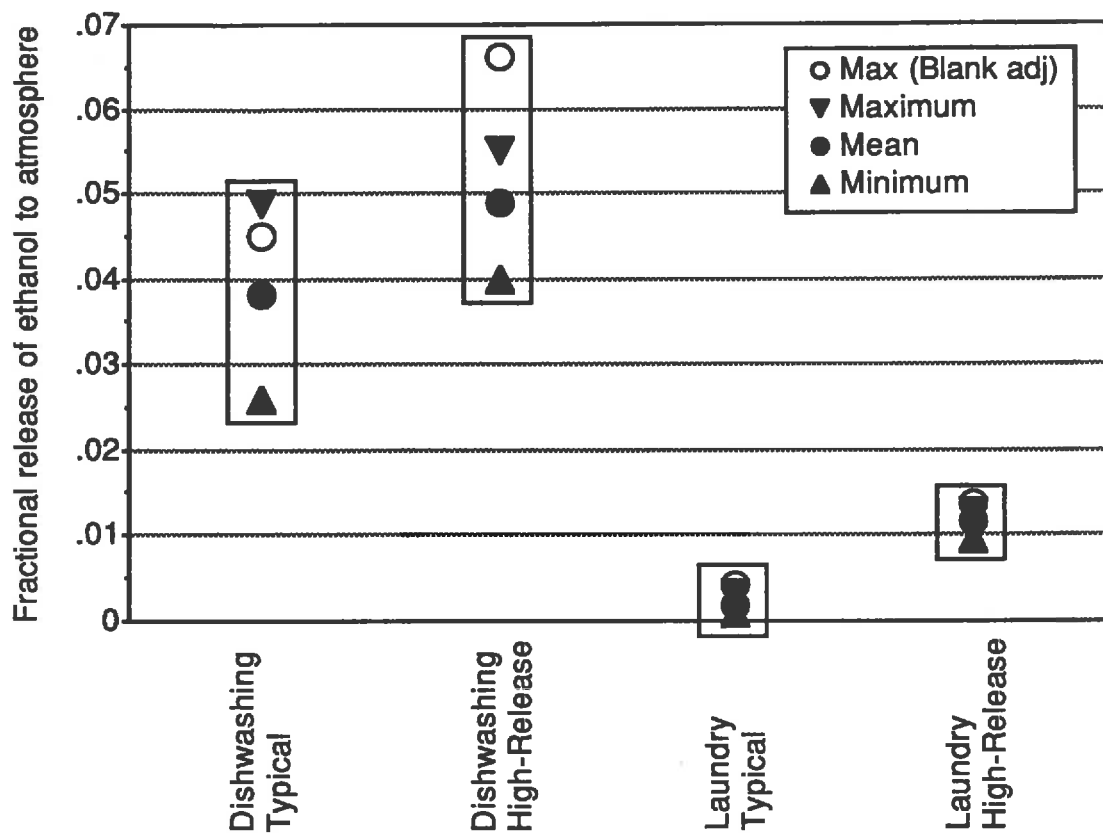 Fractional release of ethanol to atmosphere
.07
.06
.05
.04
.03
.02
.01
0
Max (Blank adj)
Maximum
Mean
Minimum
Dishwashing
Typical
Dishwashing
High-Release
Laundry
Typical
Laundry
High-Release